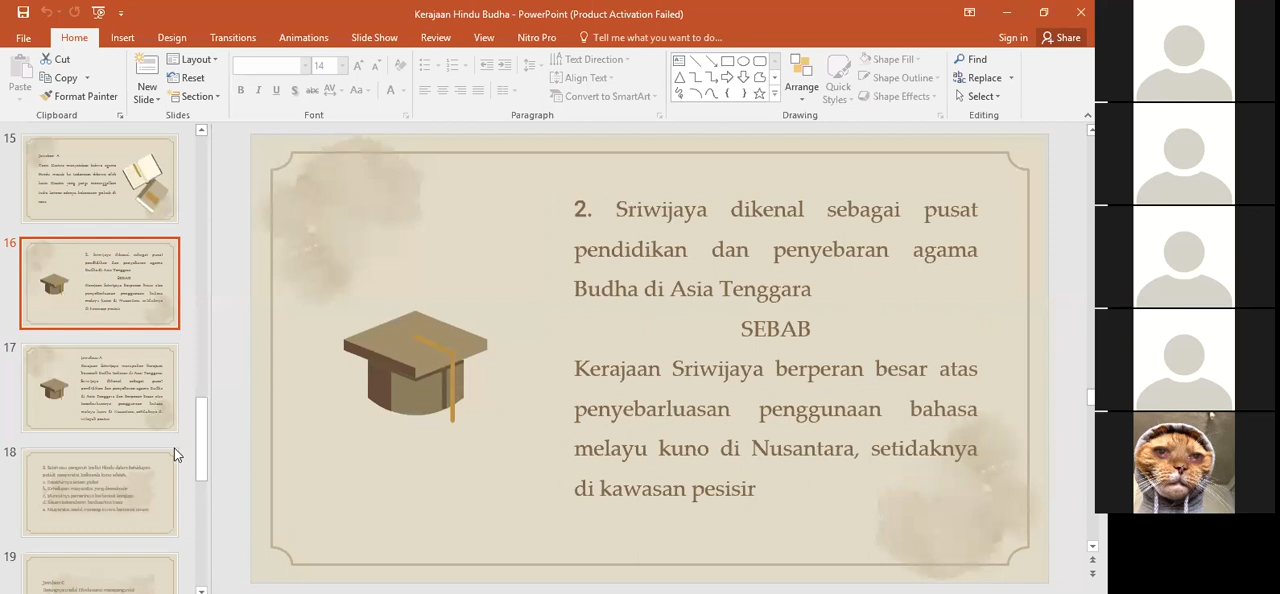 Kerajaan Hindu Budha - PowerPoint (Product Activation Failed)
File Home Insert Design Transitions Animations Slide Show Review View Nitro Pro Tell me what you want to do... Sign in Share
Paste
Cut
Copy
Format Painter
Clipboard
New Slide
Layout
Reset
Section
Slides
14
B I U S abc AV Aa A
Font
Text Direction
Align Text
Convert to SmartArt
Paragraph
Arrange
Quick Styles
Shape Fill
Shape Outline
Shape Effects
Drawing
Find
Replace
Select
Editing
15
16
17
18
19
2. Sriwijaya dikenal sebagai pusat
pendidikan dan penyebaran agama
Budha di Asia Tenggara
SEBAB
Kerajaan Sriwijaya berperan besar atas
penyebarluasan penggunaan bahasa
melayu kuno di Nusantara, setidaknya
di kawasan pesisir